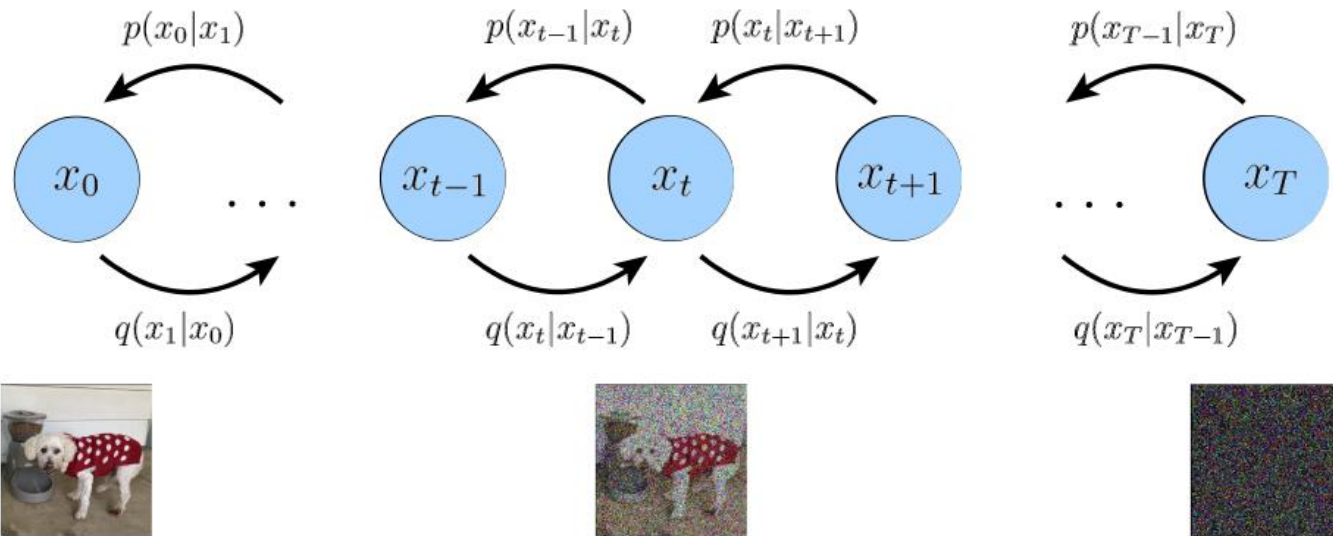 p(x_0|x_1) p(x_{t−1}|x_t) p(x_t|x_{t+1}) p(x_{T−1}|x_T)
x_0 . . . x_{t−1} x_t x_{t+1} . . . x_T
q(x_1|x_0) q(x_t|x_{t−1}) q(x_{t+1}|x_t) q(x_T|x_{T−1})